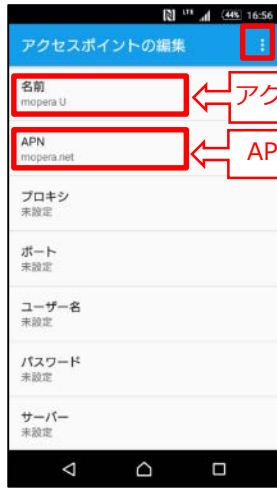 LTE 44% 16:56
アクセスポイントの編集
名前
mopera U
アク
APN
mopera.net
AP
プロキシ
未設定
ポート
未設定
ユーザー名
未設定
パスワード
未設定
サーバー
未設定